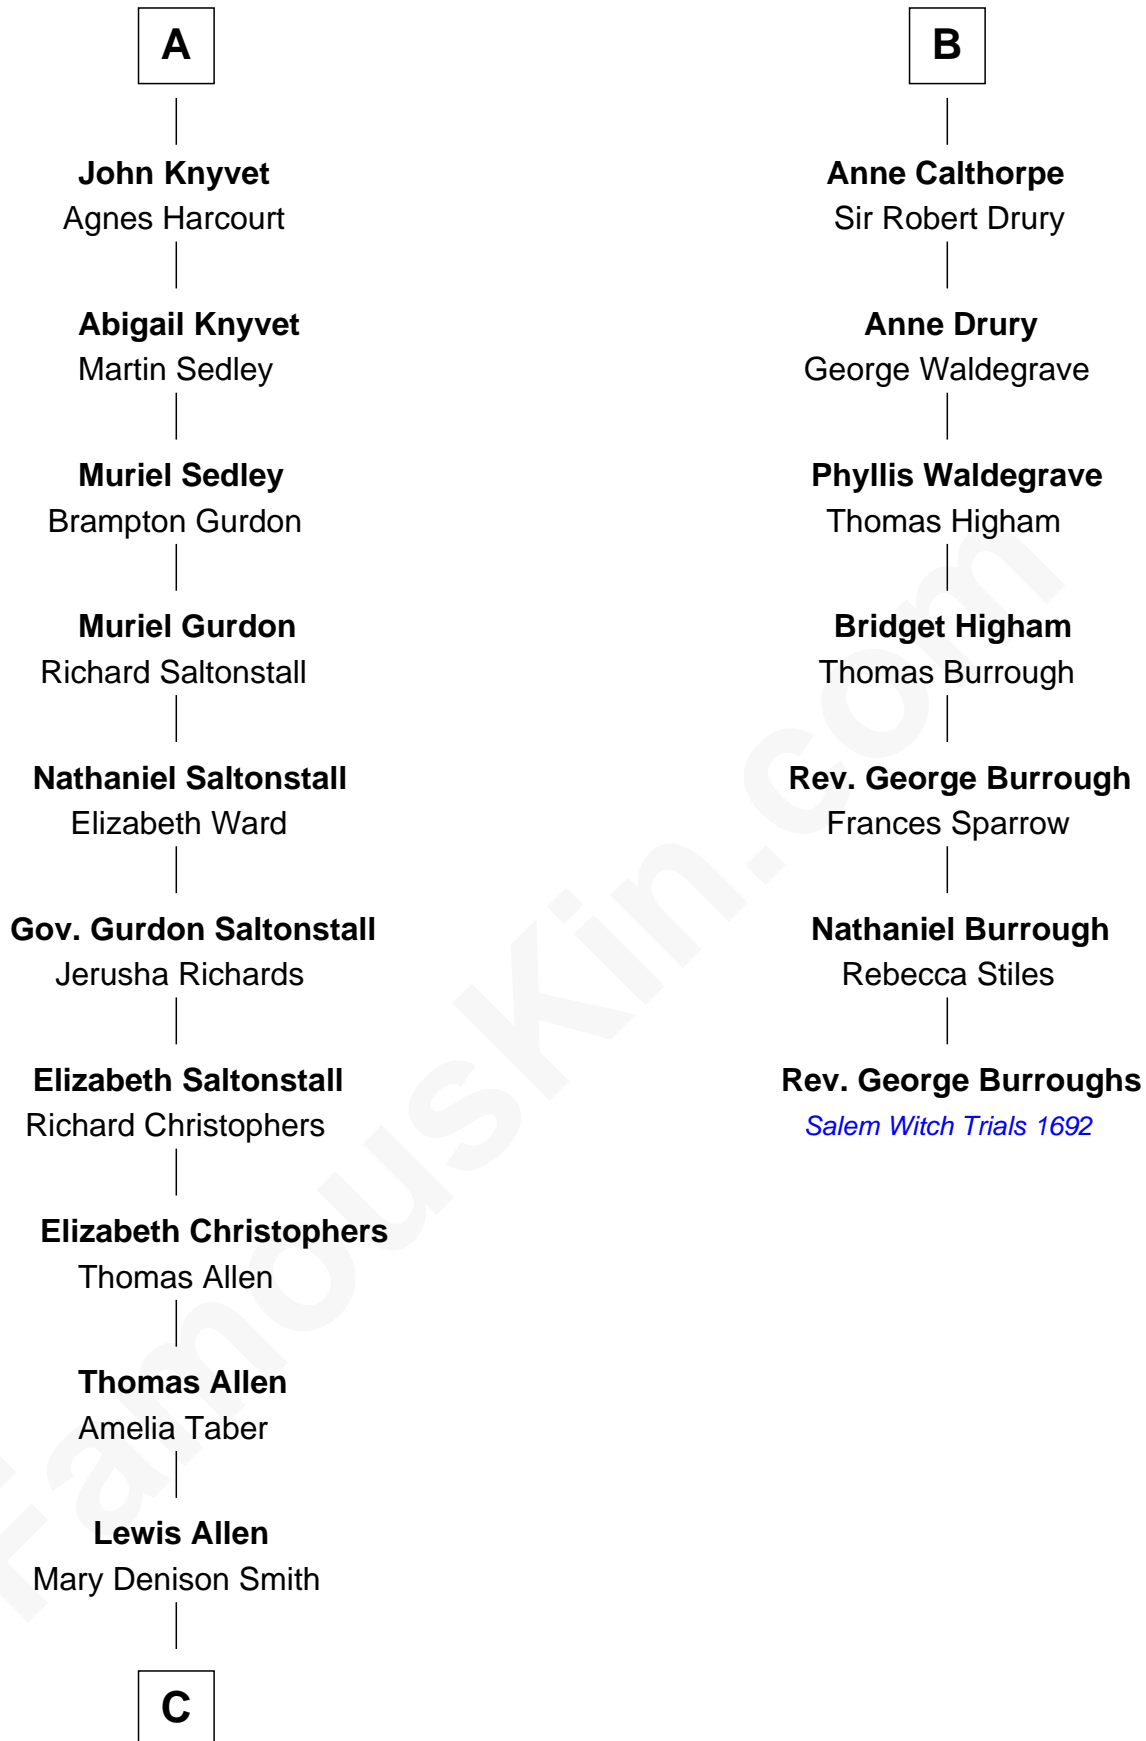 A
John Knyvet
Agnes Harcourt
Abigail Knyvet
Martin Sedley
Muriel Sedley
Brampton Gurdon
Muriel Gurdon
Richard Saltonstall
Nathaniel Saltonstall
Elizabeth Ward
Gov. Gurdon Saltonstall
Jerusha Richards
Elizabeth Saltonstall
Richard Christophers
Elizabeth Christophers
Thomas Allen
Thomas Allen
Amelia Taber
Lewis Allen
Mary Denison Smith
C
B
Anne Calthorpe
Sir Robert Drury
Anne Drury
George Waldegrave
Phyllis Waldegrave
Thomas Higham
Bridget Higham
Thomas Burrough
Rev. George Burrough
Frances Sparrow
Nathaniel Burrough
Rebecca Stiles
Rev. George Burroughs
Salem Witch Trials 1692
FamousKin.com